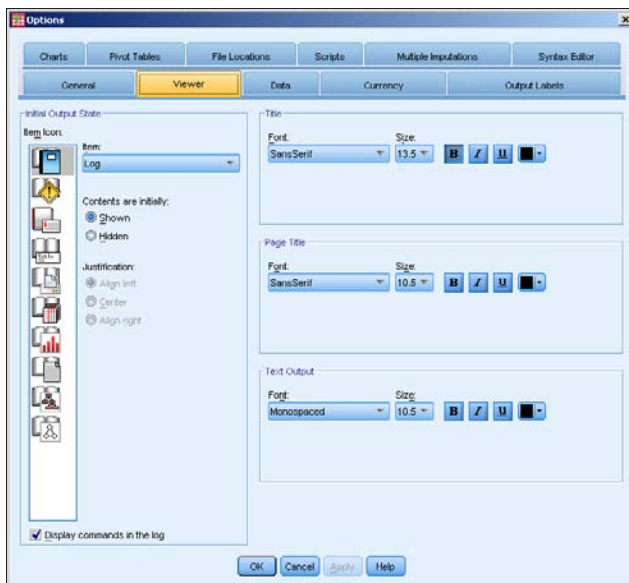 Options
Charts Pivot Tables File Locations Scripts Multiple Imputations Syntax Editor
General Viewer Data Currency Output Labels
Initial Output State
Item Icon:
Item:
Log
Contents are initially:
Shown
Hidden
Justification:
Align left
Center
Align right
Display commands in the log
Title
Font: Size:
SansSerif 13.5 B I U
Page Title
Font: Size:
SansSerif 10.5 B I U
Text Output
Font: Size:
Monospaced 10.5 B I U
OK Cancel Apply Help